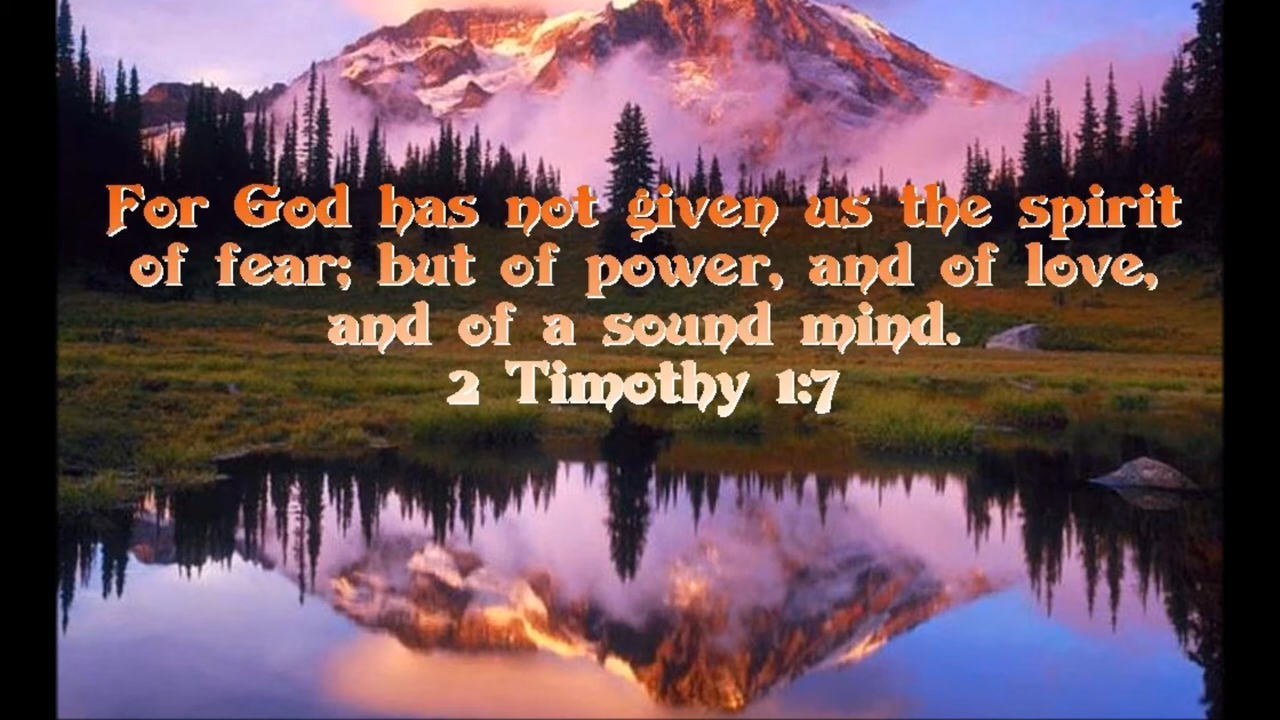 For God has not given us the spirit
of fear; but of power, and of love,
and of a sound mind.
2 Timothy 1:7